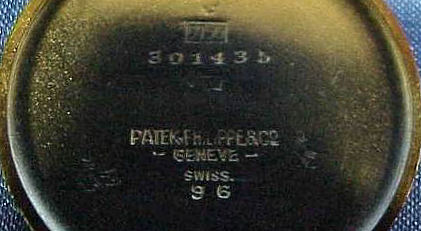 301435
PATEK.PHILIPPE&CO
- GENEVE -
SWISS.
96